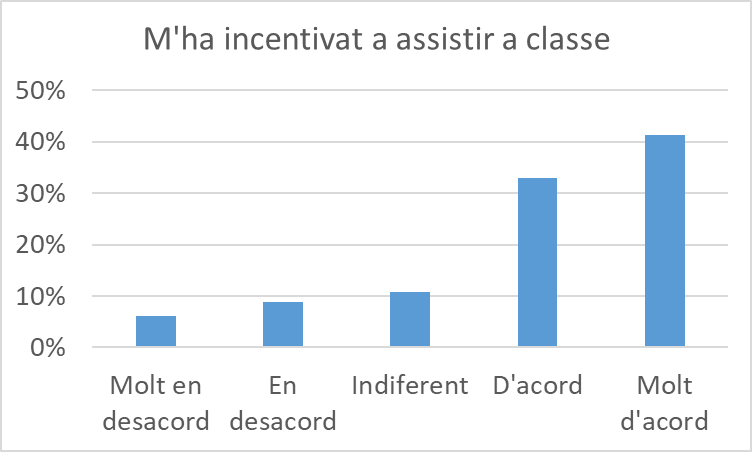 M'ha incentivat a assistir a classe
50%
40%
30%
20%
10%
0%
Molt en
desacord
En
desacord
Indiferent
D'acord
Molt
d'acord